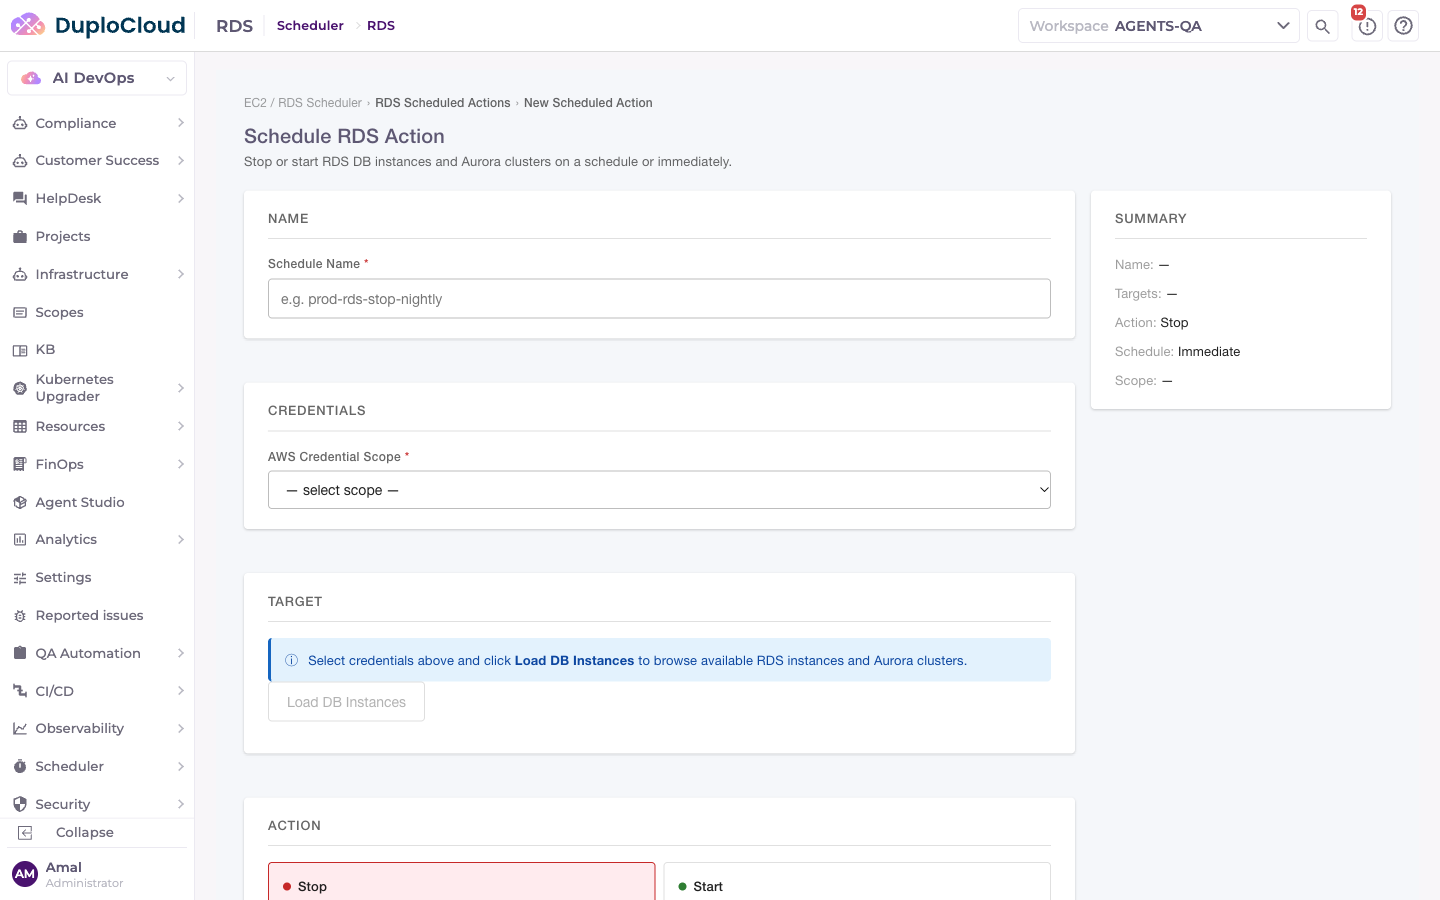 DuploCloud
RDS
Scheduler › RDS
Workspace AGENTS-QA
12
AI DevOps
Compliance
Customer Success
HelpDesk
Projects
Infrastructure
Scopes
KB
Kubernetes
Upgrader
Resources
FinOps
Agent Studio
Analytics
Settings
Reported issues
QA Automation
CI/CD
Observability
Scheduler
Security
Collapse
AM
Amal
Administrator
EC2 / RDS Scheduler › RDS Scheduled Actions › New Scheduled Action
Schedule RDS Action
Stop or start RDS DB instances and Aurora clusters on a schedule or immediately.
NAME
Schedule Name *
e.g. prod-rds-stop-nightly
CREDENTIALS
AWS Credential Scope *
— select scope —
TARGET
Select credentials above and click Load DB Instances to browse available RDS instances and Aurora clusters.
Load DB Instances
ACTION
Stop
Start
SUMMARY
Name: —
Targets: —
Action: Stop
Schedule: Immediate
Scope: —